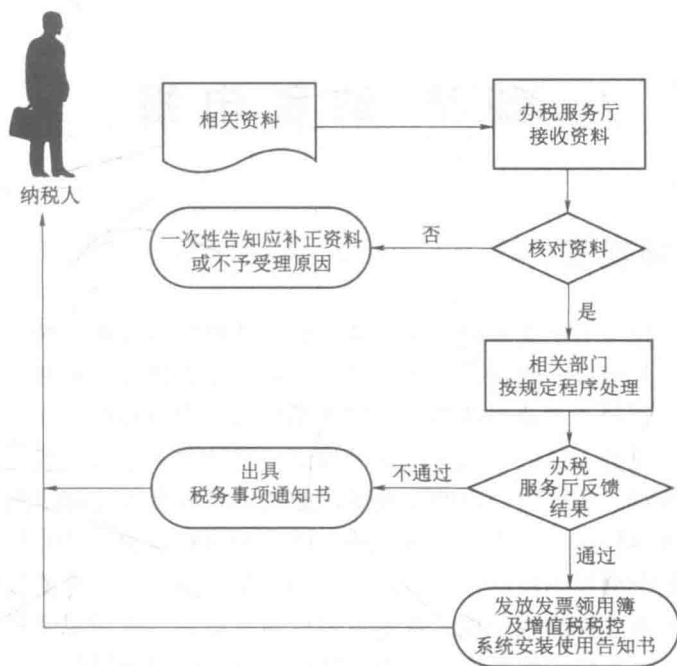 相关资料
办税服务厅
接收资料
纳税人
一次性告知应补正资料
或不予受理原因
否
核对资料
是
相关部门
按规定程序处理
出具
税务事项通知书
不通过
办税
服务厅反馈
结果
通过
发放发票领用簿
及增值税税控
系统安装使用告知书